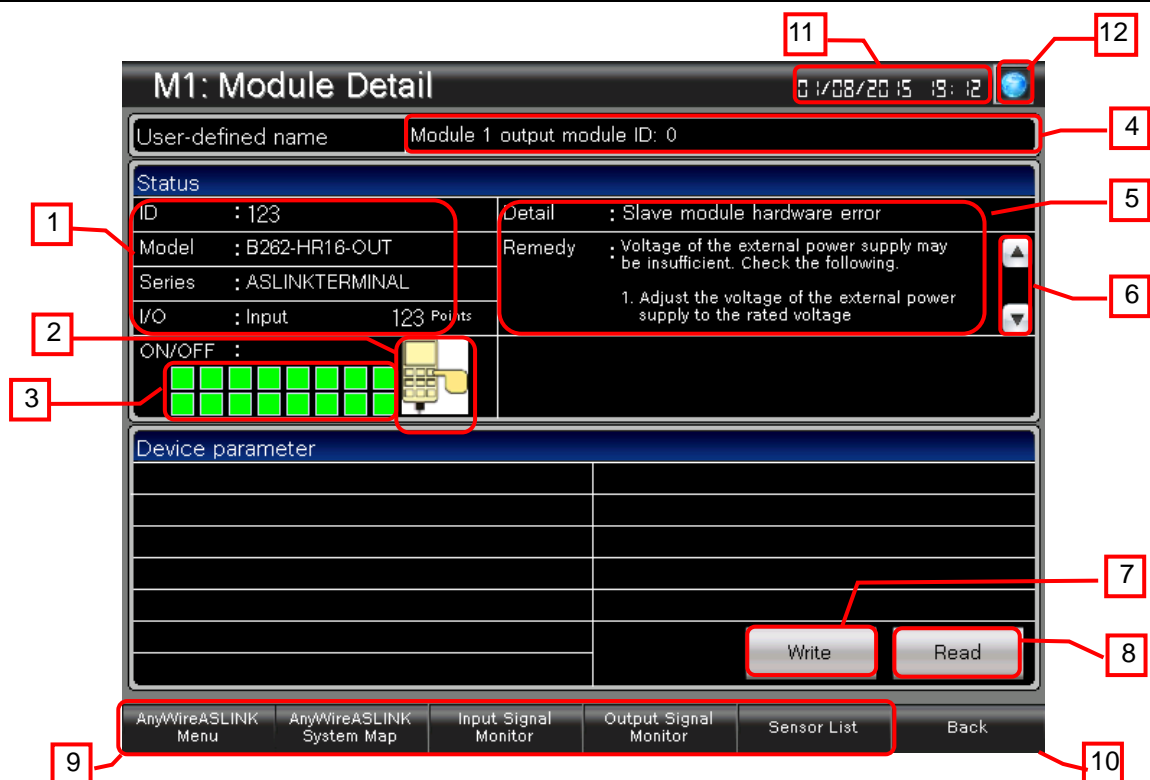 11
12
M1: Module Detail
01/08/2015 19:12
User-defined name
Module 1 output module ID: 0
4
Status
5
1
ID : 123
Detail : Slave module hardware error
Model : B262-HR16-OUT
Remedy : Voltage of the external power supply may
be insufficient. Check the following.
Series : ASLINKTERMINAL
1. Adjust the voltage of the external power
supply to the rated voltage
6
I/O : Input 123 Points
2
ON/OFF :
3
Device parameter
7
Write
Read
8
AnyWireASLINK
Menu
AnyWireASLINK
System Map
Input Signal
Monitor
Output Signal
Monitor
Sensor List
Back
9
10